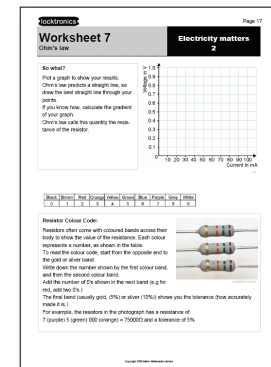 locktronics
Page 17
Worksheet 7
Ohm's law
Electricity matters
2
So what?
Plot a graph to show your results.
Ohm's law predicts a straight line, so
draw the best straight line through your
points.
If you know how, calculate the gradient
of your graph.
Ohm's law calls this quantity the resis-
tance of the resistor.
Voltage in V
1.0
0.9
0.8
0.7
0.6
0.5
0.4
0.3
0.2
0.1
0
10 20 30 40 50 60 70 80 90 100
Current in mA
Black Brown Red Orange Yellow Green Blue Purple Grey White
0 1 2 3 4 5 6 7 8 9
Resistor Colour Code:
Resistors often come with coloured bands across their
body to show the value of the resistance. Each colour
represents a number, as shown in the table.
To read the colour code, start from the opposite end to
the gold or silver band:
Write down the number shown by the first colour band,
and then the second colour band.
Add the number of 0's shown in the next band (e.g for
red, add two 0's.)
The final band (usually gold, (5%) or silver (10%)) shows you the tolerance (how accurately
made it is.)
For example, the resistors in the photograph has a resistance of:
7 (purple) 5 (green) 000 (orange) = 75000Ω and a tolerance of 5%